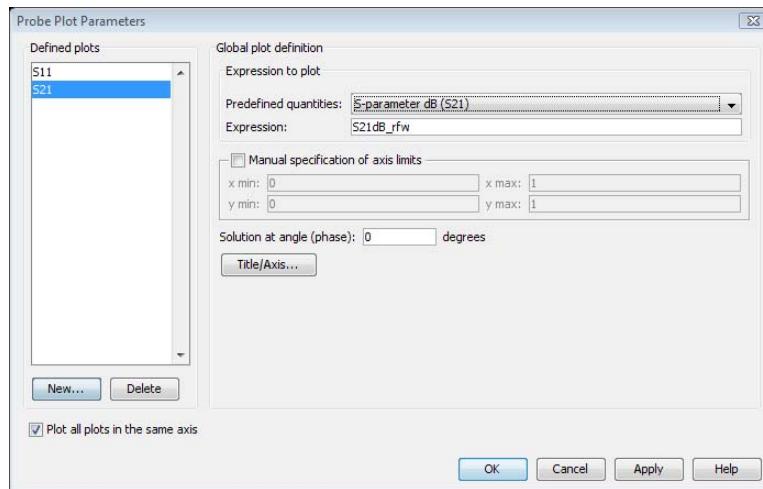 Probe Plot Parameters
Defined plots
S11
S21
New...
Delete
Plot all plots in the same axis
Global plot definition
Expression to plot
Predefined quantities: S-parameter dB (S21)
Expression: S21dB_rfw
Manual specification of axis limits
x min: 0 x max: 1
y min: 0 y max: 1
Solution at angle (phase): 0 degrees
Title/Axis...
OK Cancel Apply Help